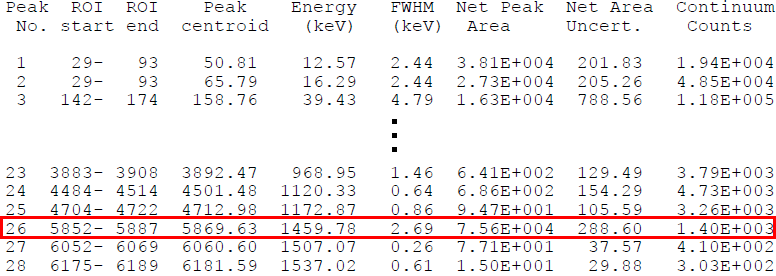 Peak ROI ROI Peak Energy FWHM Net Peak Net Area Continuum
No. start end centroid (keV) (keV) Area Uncert. Counts
1 29- 93 50.81 12.57 2.44 3.81E+004 201.83 1.94E+004
2 29- 93 65.79 16.29 2.44 2.73E+004 205.26 4.85E+004
3 142- 174 158.76 39.43 4.79 1.63E+004 788.56 1.18E+005
23 3883- 3908 3892.47 968.95 1.46 6.41E+002 129.49 3.79E+003
24 4484- 4514 4501.48 1120.33 0.64 6.86E+002 154.29 4.73E+003
25 4704- 4722 4712.98 1172.87 0.86 9.47E+001 105.59 3.26E+003
26 5852- 5887 5869.63 1459.78 2.69 7.56E+004 288.60 1.40E+003
27 6052- 6069 6060.60 1507.07 0.26 7.71E+001 37.57 4.10E+002
28 6175- 6189 6181.59 1537.02 0.61 1.50E+001 29.88 3.03E+002